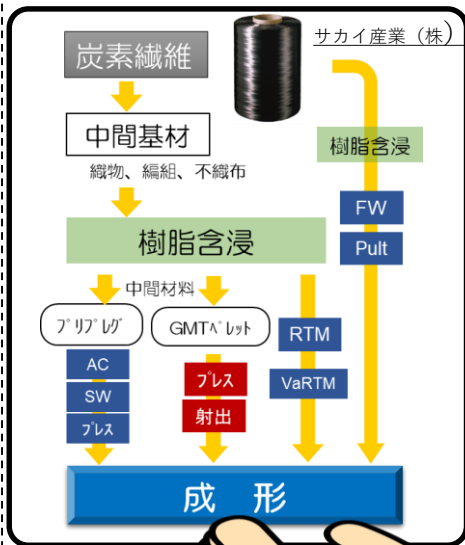 サカイ産業（株）
炭素繊維
中間基材
織物、編組、不織布
樹脂含浸
FW
Pult
樹脂含浸
中間材料
プリプレグ
GMTペレット
RTM
VaRTM
AC
SW
プレス
プレス
射出
成 形